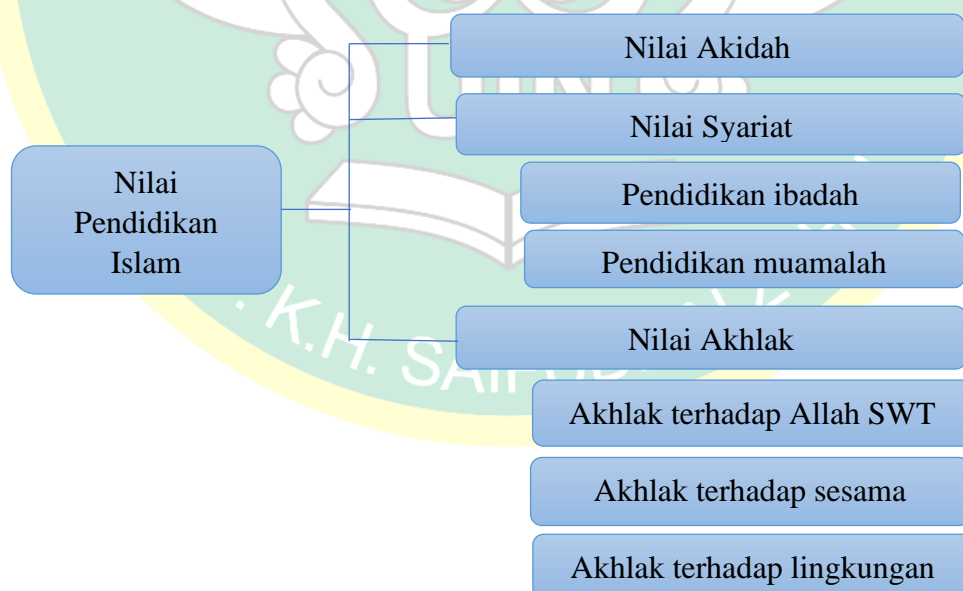 Nilai Akidah
Nilai Syariat
Nilai
Pendidikan
Islam
Pendidikan ibadah
Pendidikan muamalah
Nilai Akhlak
K.H. SAIFUD
Akhlak terhadap Allah SWT
Akhlak terhadap sesama
Akhlak terhadap lingkungan